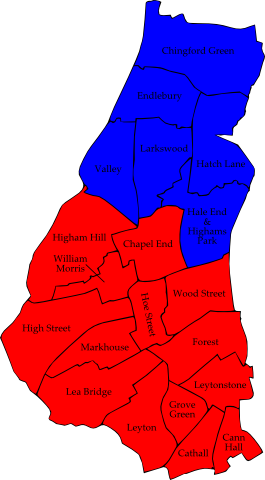 Chingford Green
Endlebury
Larkswood
Hatch Lane
Valley
Hale End
&
Highams
Park
Higham Hill
Chapel End
William
Morris
Wood Street
Hoe Street
High Street
Markhouse
Forest
Leytonstone
Lea Bridge
Grove
Green
Leyton
Cann
Hall
Cathall